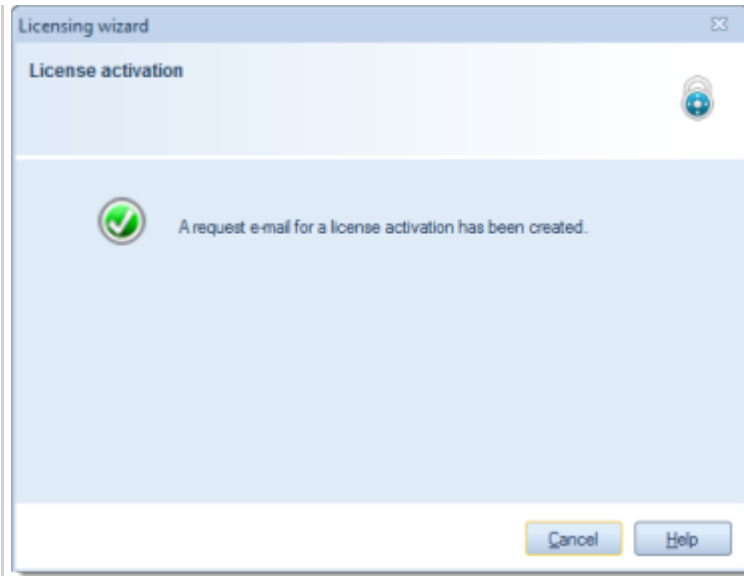 Licensing wizard
License activation
A request e-mail for a license activation has been created.
Cancel
Help